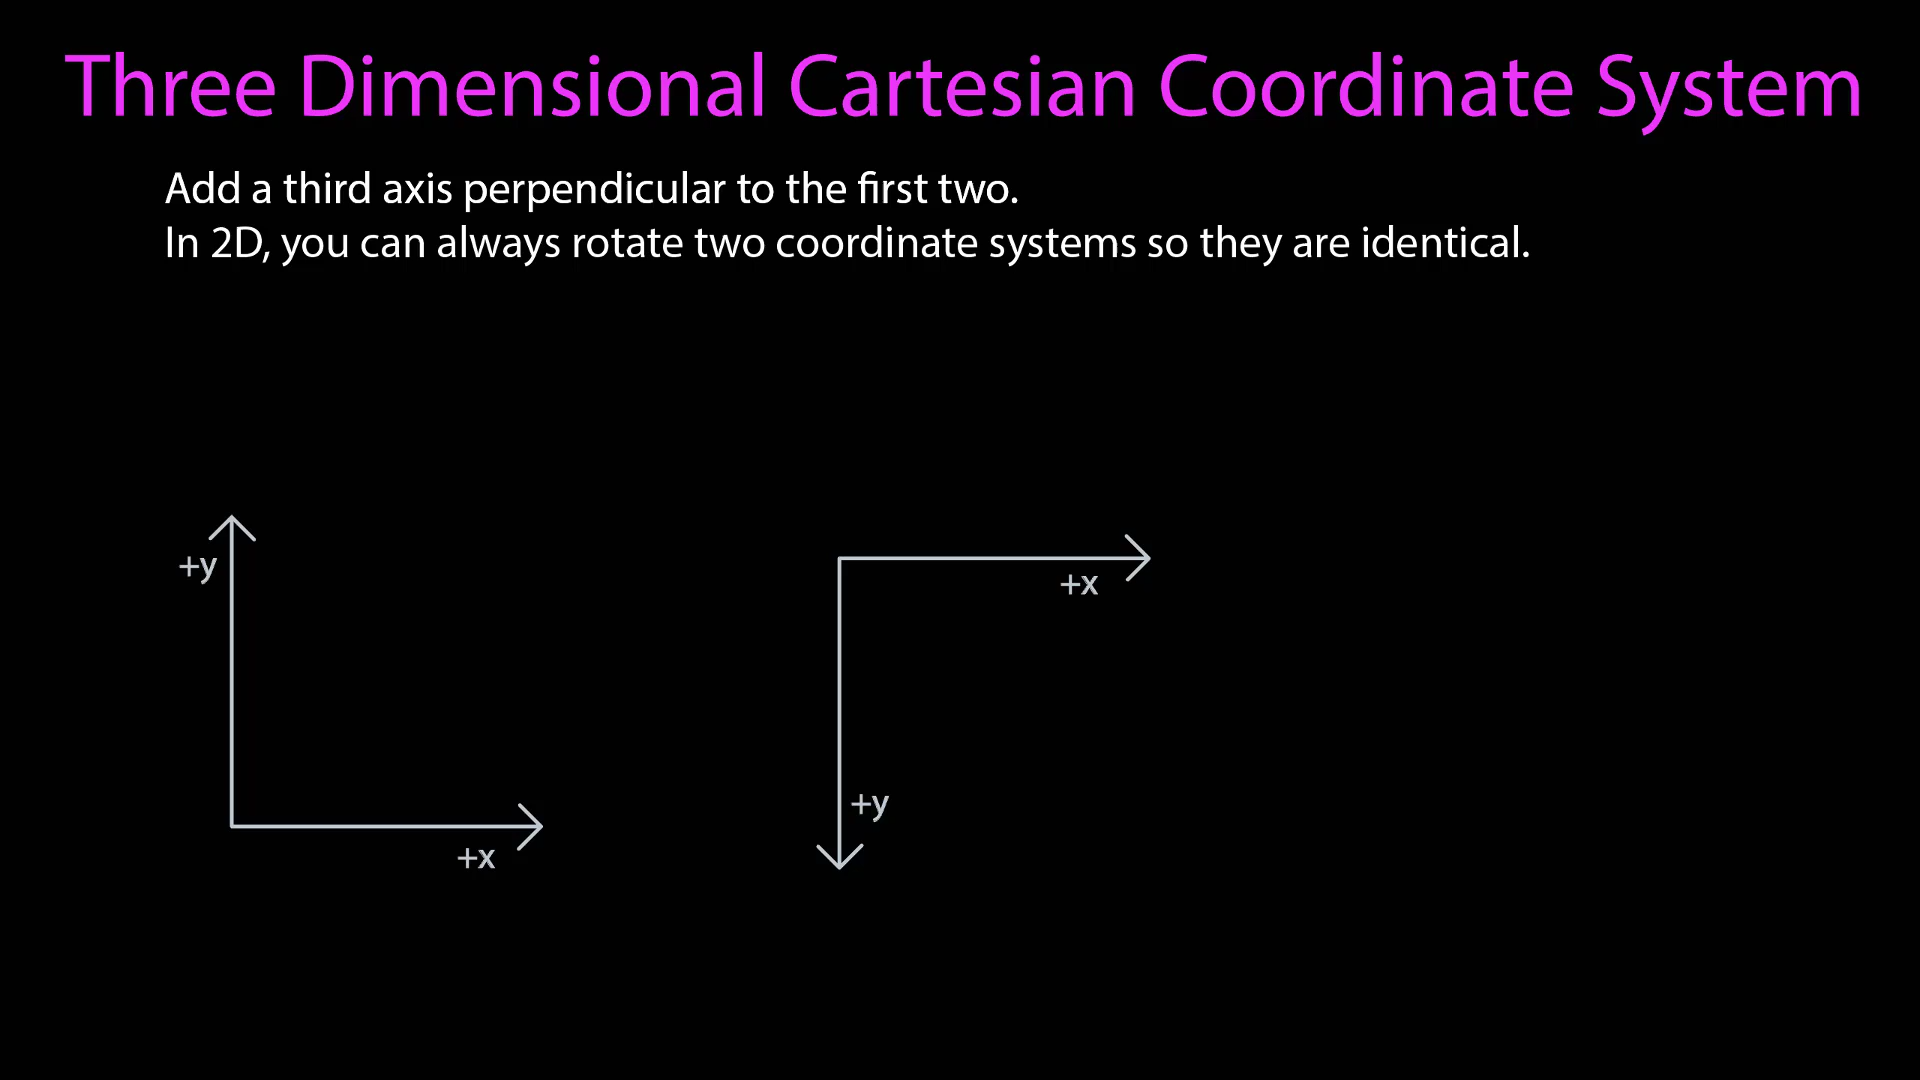 Three Dimensional Cartesian Coordinate System
Add a third axis perpendicular to the first two.
In 2D, you can always rotate two coordinate systems so they are identical.
+y
+x
+x
+y